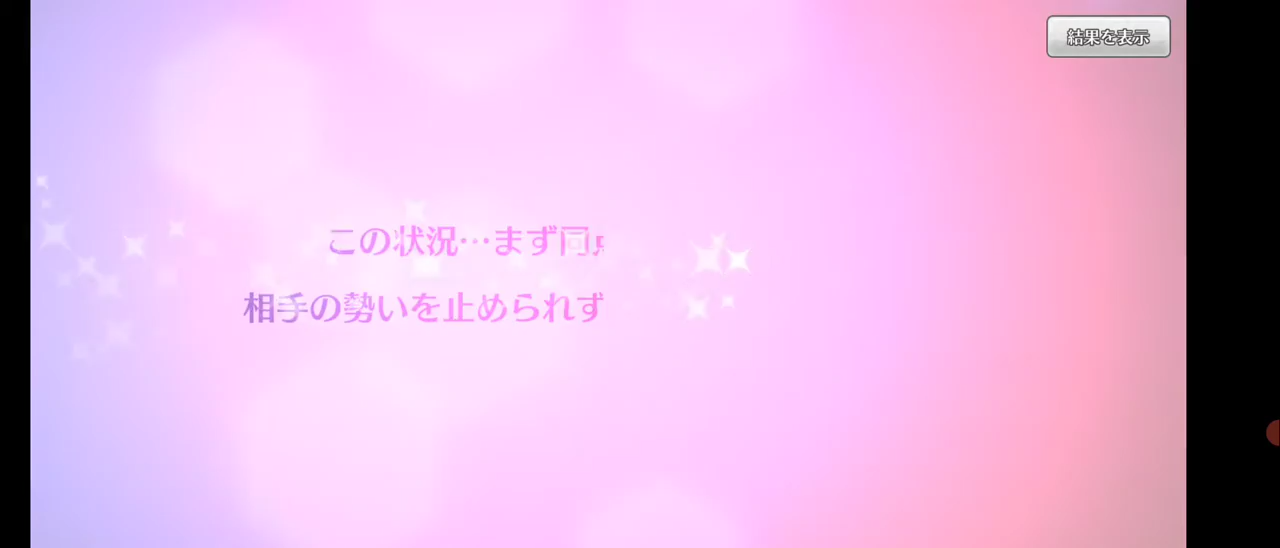 結果を表示
この状況…まず
相手の勢いを止められず